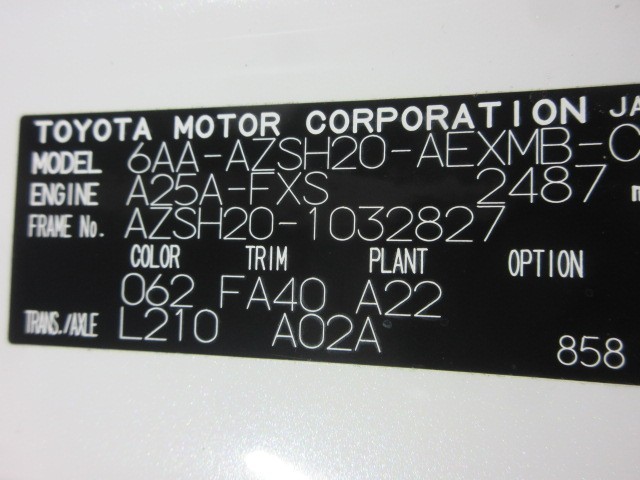 TOYOTA MOTOR CORPORATION JA
MODEL 6AA-AZSH20-AEXMB-C
ENGINE A25A-FXS 2487 m
FRAME No. AZSH20-1032827
COLOR TRIM PLANT OPTION
062 FA40 A22
TRANS./AXLE L210 A02A
858